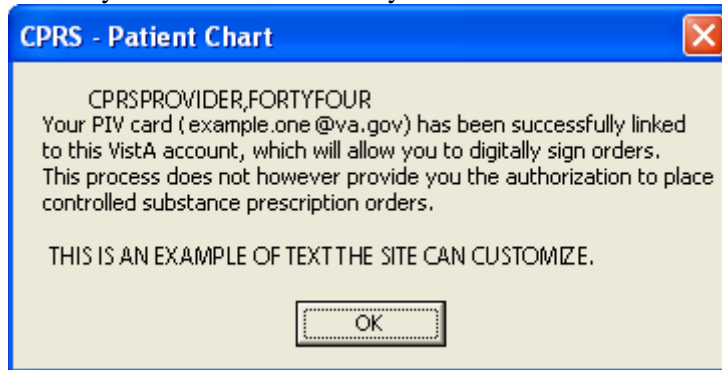 CPRS - Patient Chart
CPRSPROVIDER,FORTYFOUR
Your PIV card (example.one@va.gov) has been successfully linked
to this VistA account, which will allow you to digitally sign orders.
This process does not however provide you the authorization to place
controlled substance prescription orders.
THIS IS AN EXAMPLE OF TEXT THE SITE CAN CUSTOMIZE.
OK